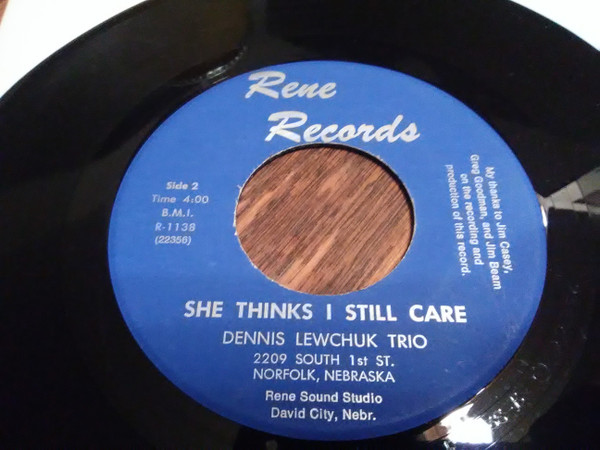 Rene
Records
Side 2
Time 4:00
B.M.I.
R-1138
(22356)
My thanks to Jim Casey,
Greg Goodman, and Jim Beam
on the recording and
production of this record.
SHE THINKS I STILL CARE
DENNIS LEWCHUK TRIO
2209 SOUTH 1st ST.
NORFOLK, NEBRASKA
Rene Sound Studio
David City, Nebr.